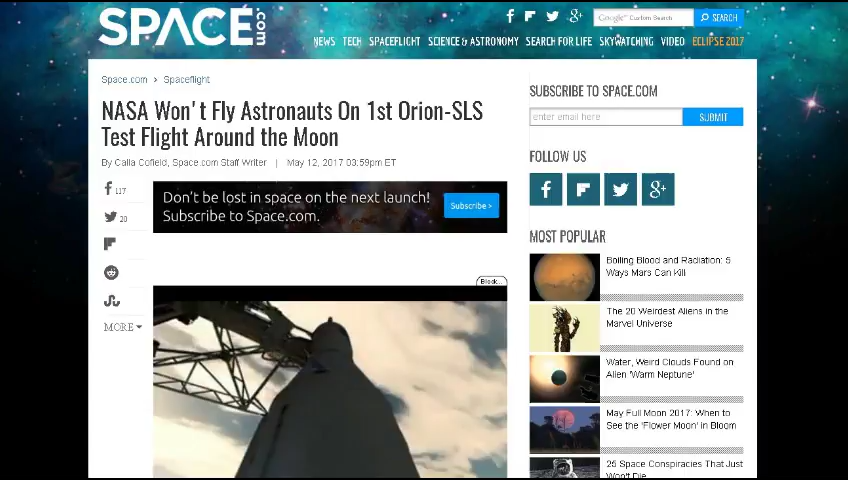 SPACE.com
Google™ Custom Search
SEARCH
NEWS TECH SPACEFLIGHT SCIENCE & ASTRONOMY SEARCH FOR LIFE SKYWATCHING VIDEO ECLIPSE 2017
Space.com > Spaceflight
NASA Won't Fly Astronauts On 1st Orion-SLS
Test Flight Around the Moon
By Calla Cofield, Space.com Staff Writer | May 12, 2017 03:59pm ET
117
20
MORE
Don't be lost in space on the next launch!
Subscribe to Space.com.
Subscribe >
Block...
SUBSCRIBE TO SPACE.COM
enter email here
SUBMIT
FOLLOW US
MOST POPULAR
Boiling Blood and Radiation: 5
Ways Mars Can Kill
The 20 Weirdest Aliens in the
Marvel Universe
Water, Weird Clouds Found on
Alien 'Warm Neptune'
May Full Moon 2017: When to
See the 'Flower Moon' in Bloom
25 Space Conspiracies That Just
Won't Die